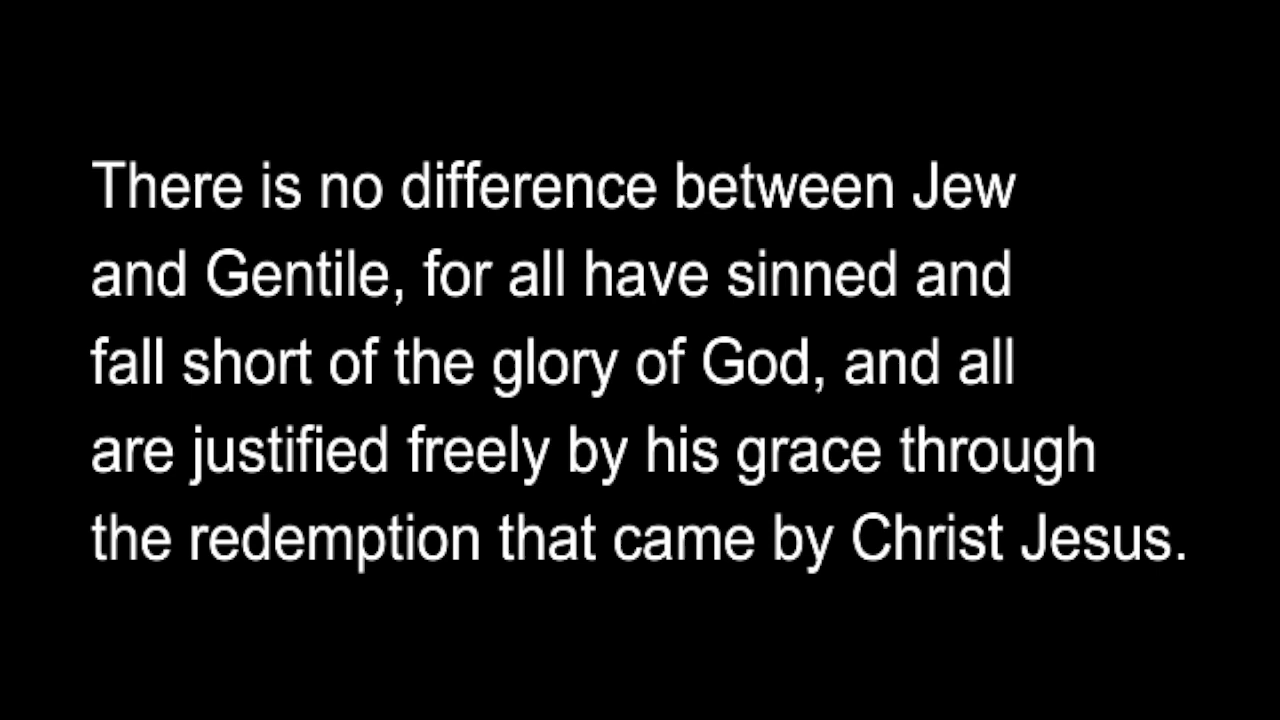 There is no difference between Jew
and Gentile, for all have sinned and
fall short of the glory of God, and all
are justified freely by his grace through
the redemption that came by Christ Jesus.